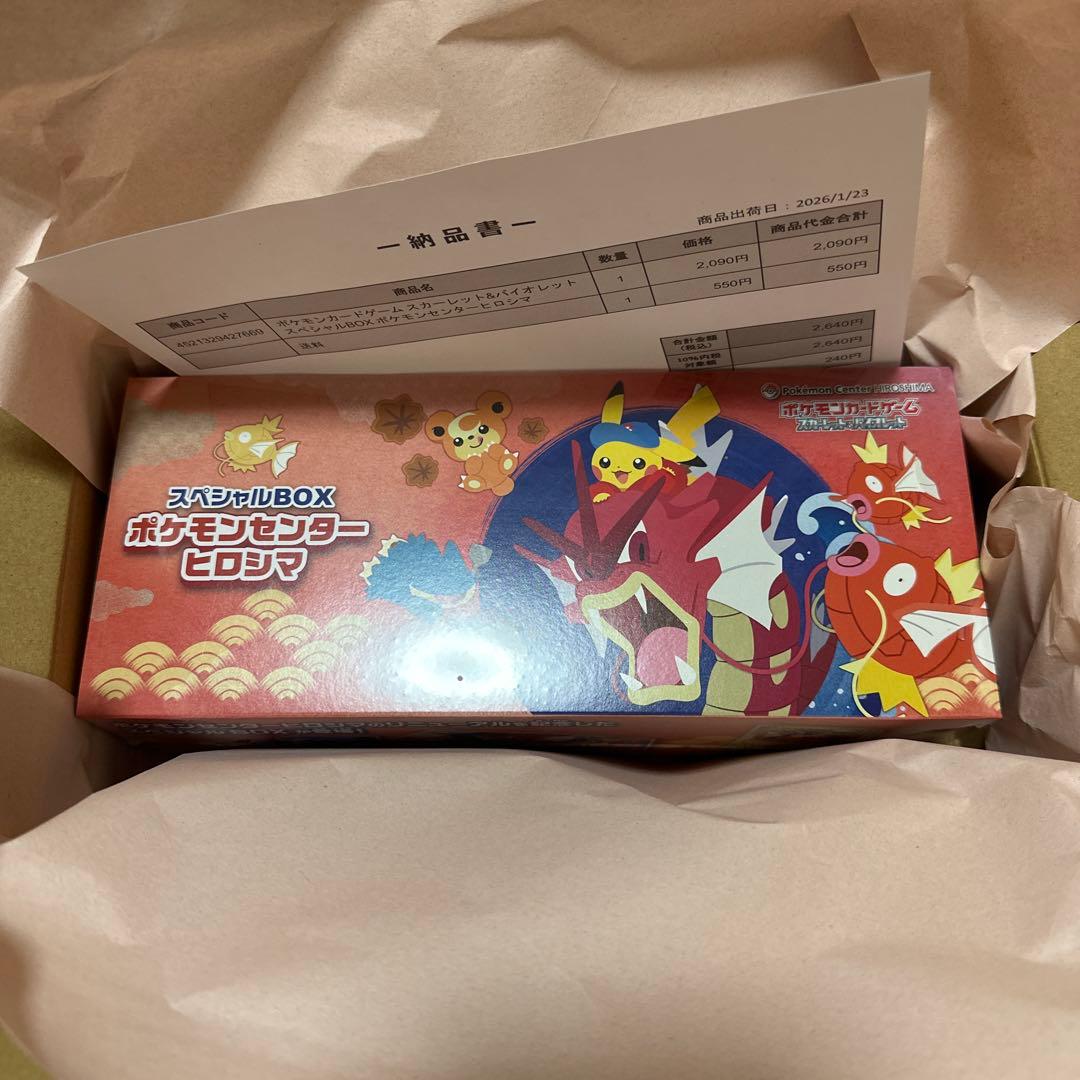 商品出荷日：2026/1/23
ー納品書ー
商品コード 商品名 数量 価格 商品代金合計
4521329427669 ポケモンカードゲーム スカーレット&バイオレット
スペシャルBOX ポケモンセンターヒロシマ 1 2,090円 2,090円
送料 1 550円 550円
合計金額
(税込) 2,640円
10%内税
対象額 2,640円
240円
Pokémon Center HIROSHIMA
ポケモンカードゲーム
スカーレット&バイオレット
スペシャルBOX
ポケモンセンター
ヒロシマ